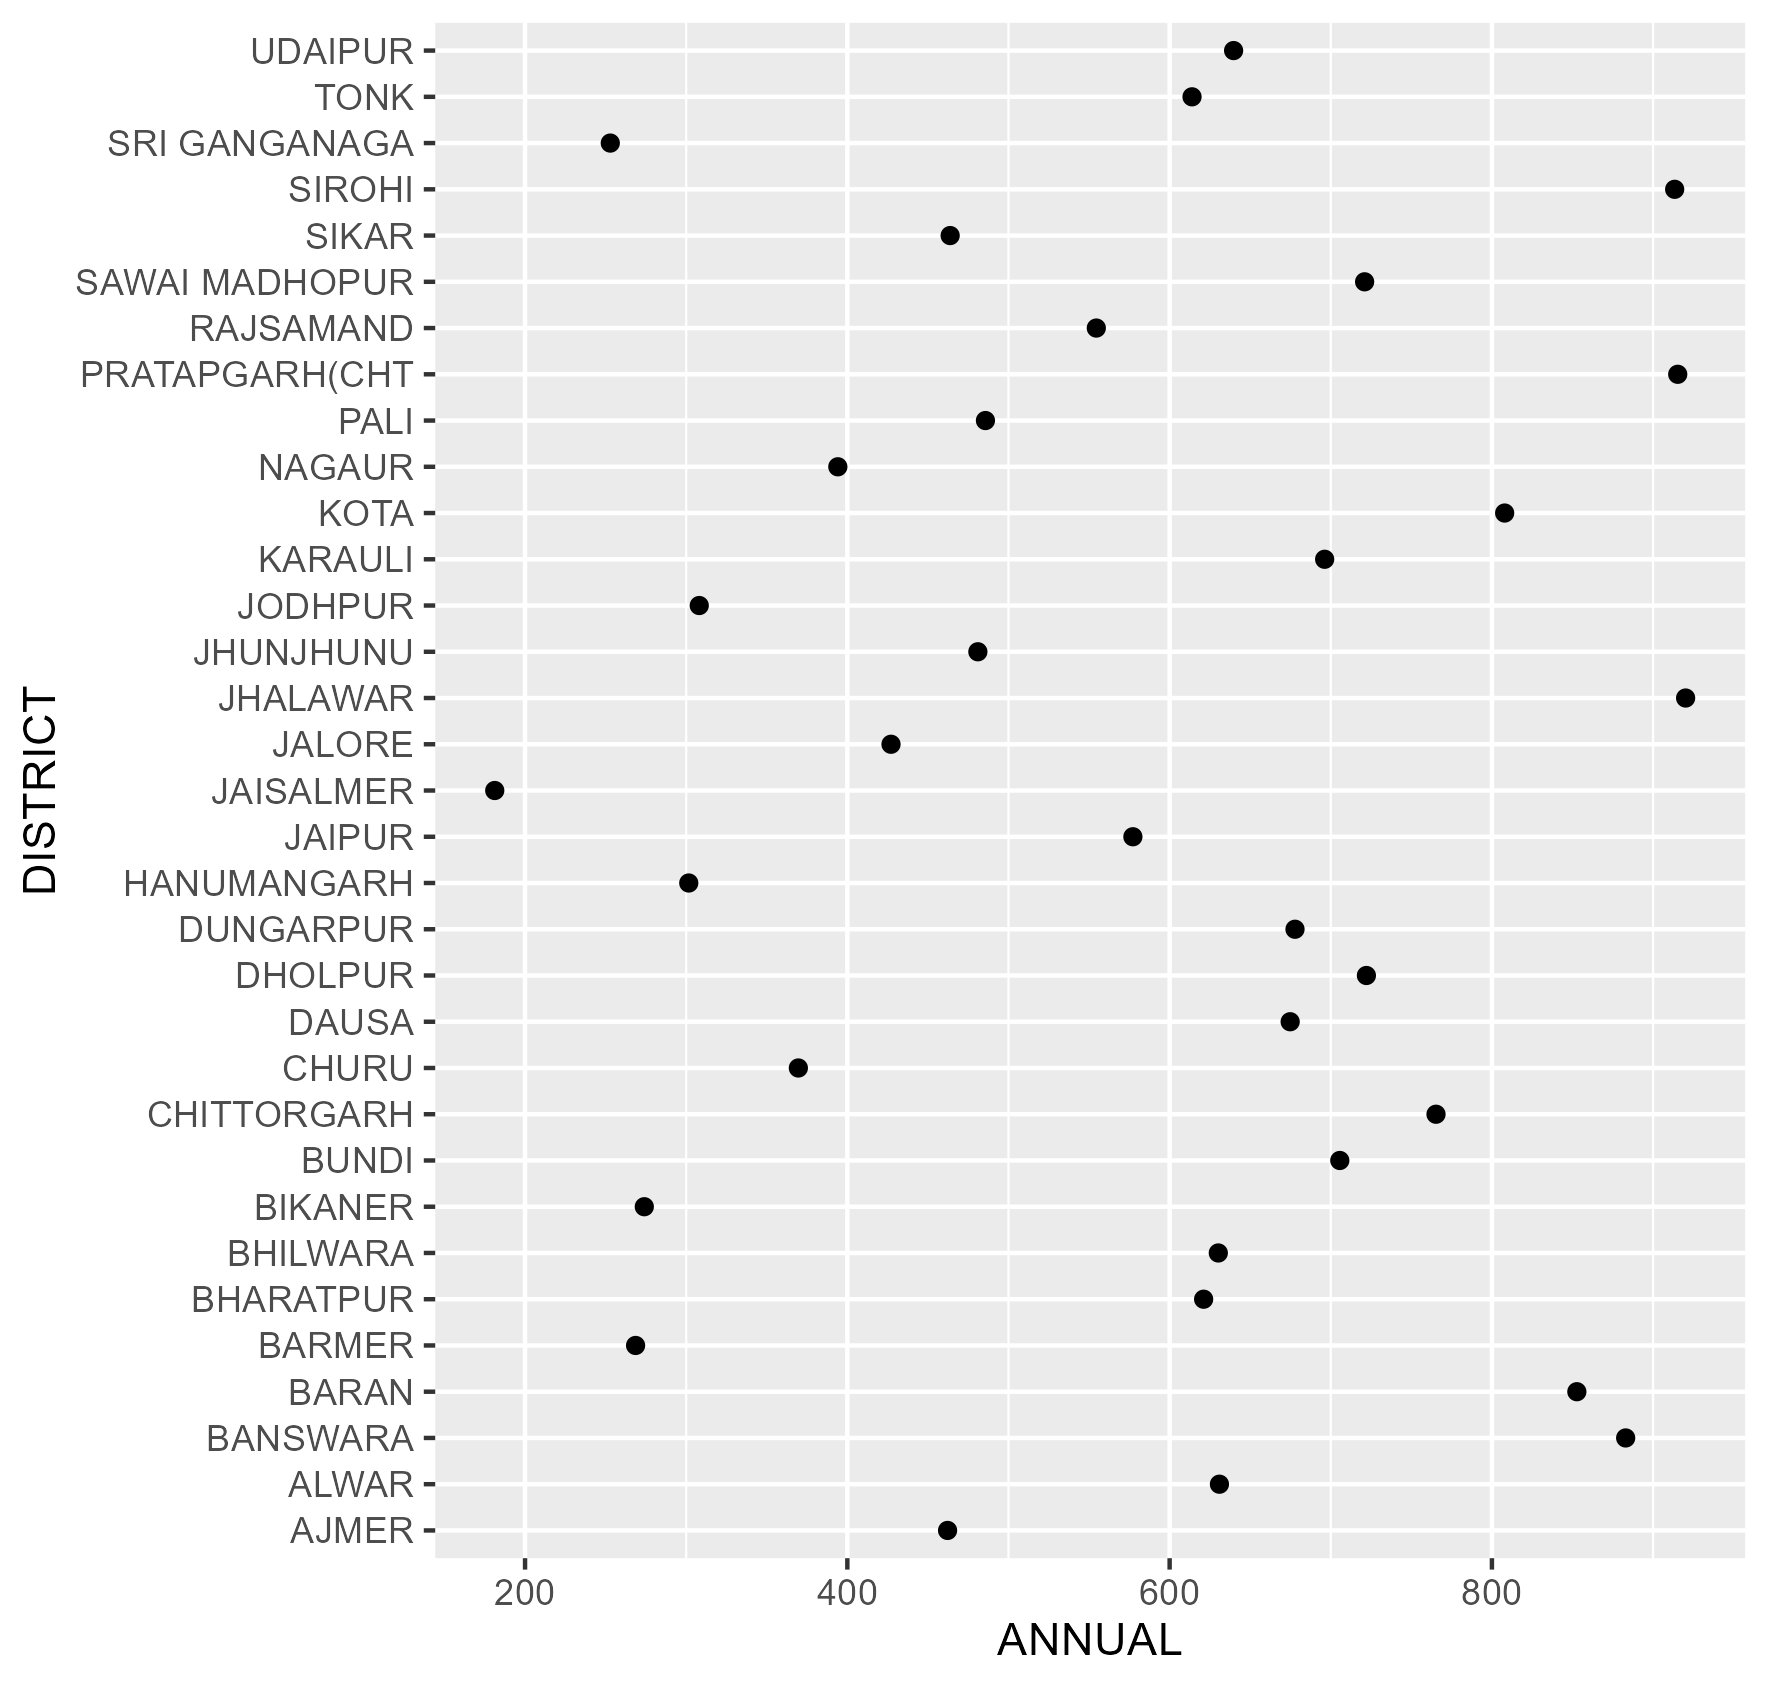 UDAIPUR
TONK
SRI GANGANAGA
SIROHI
SIKAR
SAWAI MADHOPUR
RAJSAMAND
PRATAPGARH(CHT
PALI
NAGAUR
KOTA
KARAULI
JODHPUR
JHUNJHUNU
JHALAWAR
JALORE
JAISALMER
JAIPUR
HANUMANGARH
DUNGARPUR
DHOLPUR
DAUSA
CHURU
CHITTORGARH
BUNDI
BIKANER
BHILWARA
BHARATPUR
BARMER
BARAN
BANSWARA
ALWAR
AJMER
DISTRICT
200 400 600 800
ANNUAL